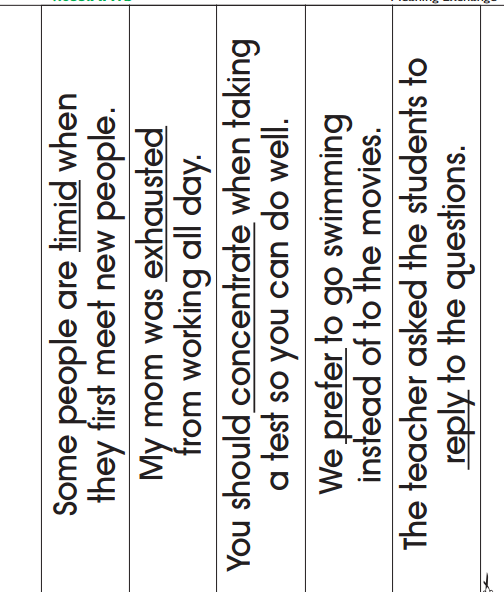 Some people are timid when
they first meet new people.
My mom was exhausted
from working all day.
You should concentrate when taking
a test so you can do well.
We prefer to go swimming
instead of to the movies.
The teacher asked the students to
reply to the questions.